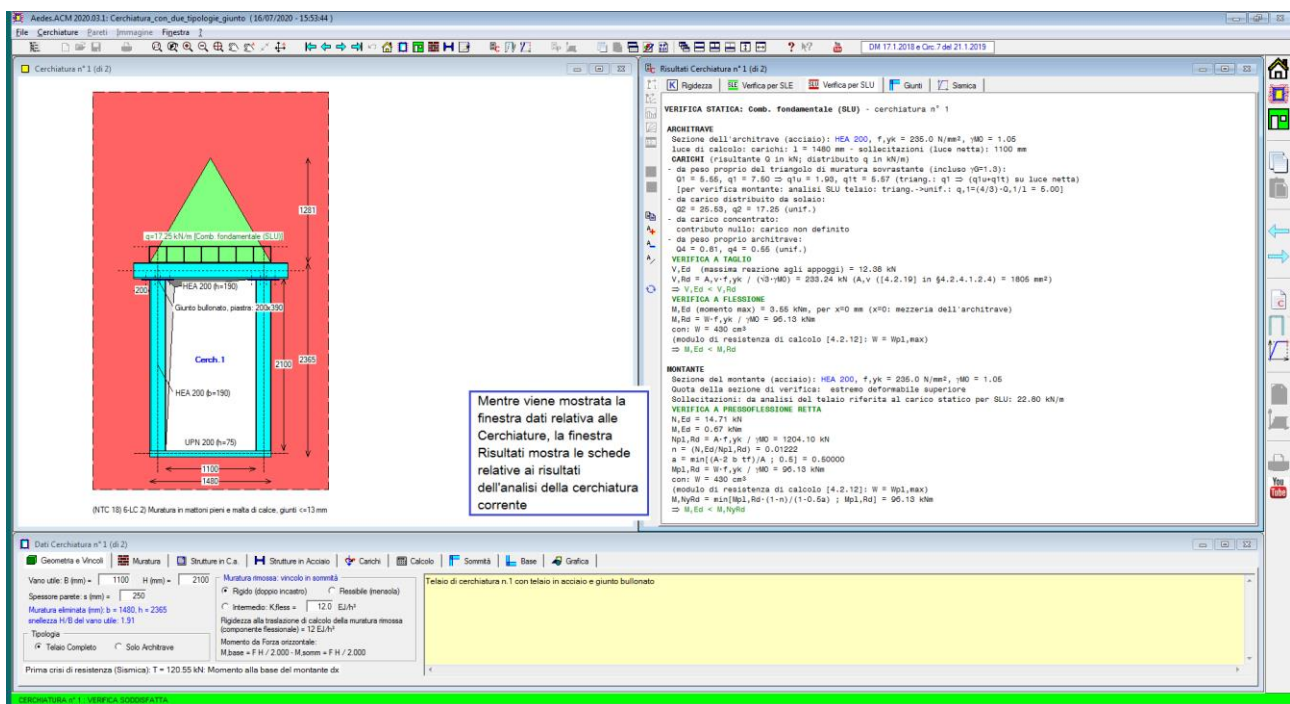 Aedes.ACM 2020.03.1: Cerchiatura_con_due_tipologie_giunto ( 16/07/2020 - 15:53:44 )
File Cerchiature Pareti Immagine Finestra ?
DM 17.1.2018 e Circ.7 del 21.1.2019
Cerchiatura n° 1 (di 2)
1281
q=17.25 kN/m [Comb. fondamentale (SLU)]
200
HEA 200 (h=190)
Giunto bullonato, piastra: 200x390
Cerch.1
2100
2365
HEA 200 (b=190)
UPN 200 (h=75)
1100
1480
(NTC 18) 6-LC 2) Muratura in mattoni pieni e malta di calce, giunti <=13 mm
Mentre viene mostrata la
finestra dati relativa alle
Cerchiature, la finestra
Risultati mostra le schede
relative ai risultati
dell'analisi della cerchiatura
corrente
Risultati Cerchiatura n° 1 (di 2)
K Rigidezza SLE Verifica per SLE SLU Verifica per SLU Giunti Sismica
VERIFICA STATICA: Comb. fondamentale (SLU) - cerchiatura n° 1
ARCHITRAVE
Sezione dell'architrave (acciaio): HEA 200, f,yk = 235.0 N/mm², γM0 = 1.05
luce di calcolo: carichi: l = 1480 mm - sollecitazioni (luce netta): 1100 mm
CARICHI (risultante Q in kN; distribuito q in kN/m)
- da peso proprio del triangolo di muratura sovrastante (incluso γG=1.3):
Q1 = 5.55, q1 = 7.50 ⇒ q1u = 1.93, q1t = 5.57 (triang.: q1 ⇒ (q1u+q1t) su luce netta)
[per verifica montante: analisi SLU telaio: triang.->unif.: q,1=(4/3)·Q,1/l = 5.00]
- da carico distribuito da solaio:
Q2 = 25.53, q2 = 17.25 (unif.)
- da carico concentrato:
contributo nullo: carico non definito
- da peso proprio architrave:
Q4 = 0.81, q4 = 0.55 (unif.)
VERIFICA A TAGLIO
V,Ed (massima reazione agli appoggi) = 12.38 kN
V,Rd = A,v·f,yk / (√3·γM0) = 233.24 kN (A,v ([4.2.19] in §4.2.4.1.2.4) = 1805 mm²)
⇒ V,Ed < V,Rd
VERIFICA A FLESSIONE
M,Ed (momento max) = 3.55 kNm, per x=0 mm (x=0: mezzeria dell'architrave)
M,Rd = W·f,yk / γM0 = 96.13 kNm
con: W = 430 cm³
(modulo di resistenza di calcolo [4.2.12]: W = Wpl,max)
⇒ M,Ed < M,Rd
MONTANTE
Sezione del montante (acciaio): HEA 200, f,yk = 235.0 N/mm², γM0 = 1.05
Quota della sezione di verifica: estremo deformabile superiore
Sollecitazioni: da analisi del telaio riferita al carico statico per SLU: 22.80 kN/m
VERIFICA A PRESSOFLESSIONE RETTA
N,Ed = 14.71 kN
M,Ed = 0.67 kNm
Npl,Rd = A·f,yk / γM0 = 1204.10 kN
n = (N,Ed/Npl,Rd) = 0.01222
a = min[(A-2 b tf)/A ; 0.5] = 0.50000
Mpl,Rd = W·f,yk / γM0 = 96.13 kNm
con: W = 430 cm³
(modulo di resistenza di calcolo [4.2.12]: W = Wpl,max)
M,NyRd = min[Mpl,Rd·(1-n)/(1-0.5a) ; Mpl,Rd] = 96.13 kNm
⇒ M,Ed < M,NyRd
You
Tube
Dati Cerchiatura n° 1 (di 2)
Geometria e Vincoli Muratura Strutture in C.a. Strutture in Acciaio Carichi Calcolo Sommità Base Grafica
Vano utile: B (mm) = 1100 H (mm) = 2100
Spessore parete: s (mm) = 250
Muratura eliminata (mm): b = 1480, h = 2365
snellezza H/B del vano utile: 1.91
Tipologia
Telaio Completo Solo Architrave
Muratura rimossa: vincolo in sommità
Rigido (doppio incastro) Flessibile (mensola)
Intermedio: K,fless = 12.0 EJ/h³
Rigidezza alla traslazione di calcolo della muratura rimossa
(componente flessionale) = 12 EJ/h³
Momento da Forza orizzontale:
M,base = F H / 2.000 - M,somm = F H / 2.000
Telaio di cerchiatura n.1 con telaio in acciaio e giunto bullonato
Prima crisi di resistenza (Sismica): T = 120.55 kN: Momento alla base del montante dx
CERCHIATURA n° 1 : VERIFICA SODDISFATTA